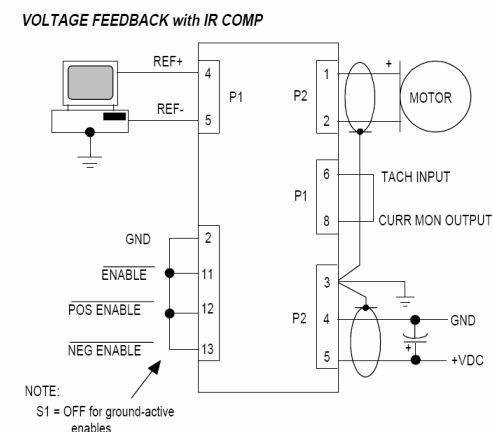 VOLTAGE FEEDBACK with IR COMP
REF+
4
P1
REF-
5
P2
1
+
2
MOTOR
P1
6
TACH INPUT
8
CURR MON OUTPUT
GND
2
ENABLE
11
POS ENABLE
12
NEG ENABLE
13
P2
3
4
GND
+
5
+VDC
NOTE:
S1 = OFF for ground-active
enables